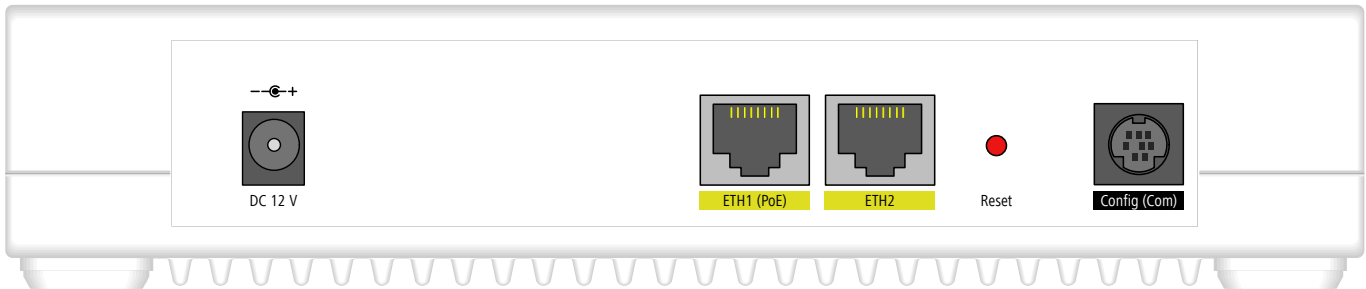 DC 12 V
ETH1 (PoE)
ETH2
Reset
Config (Com)